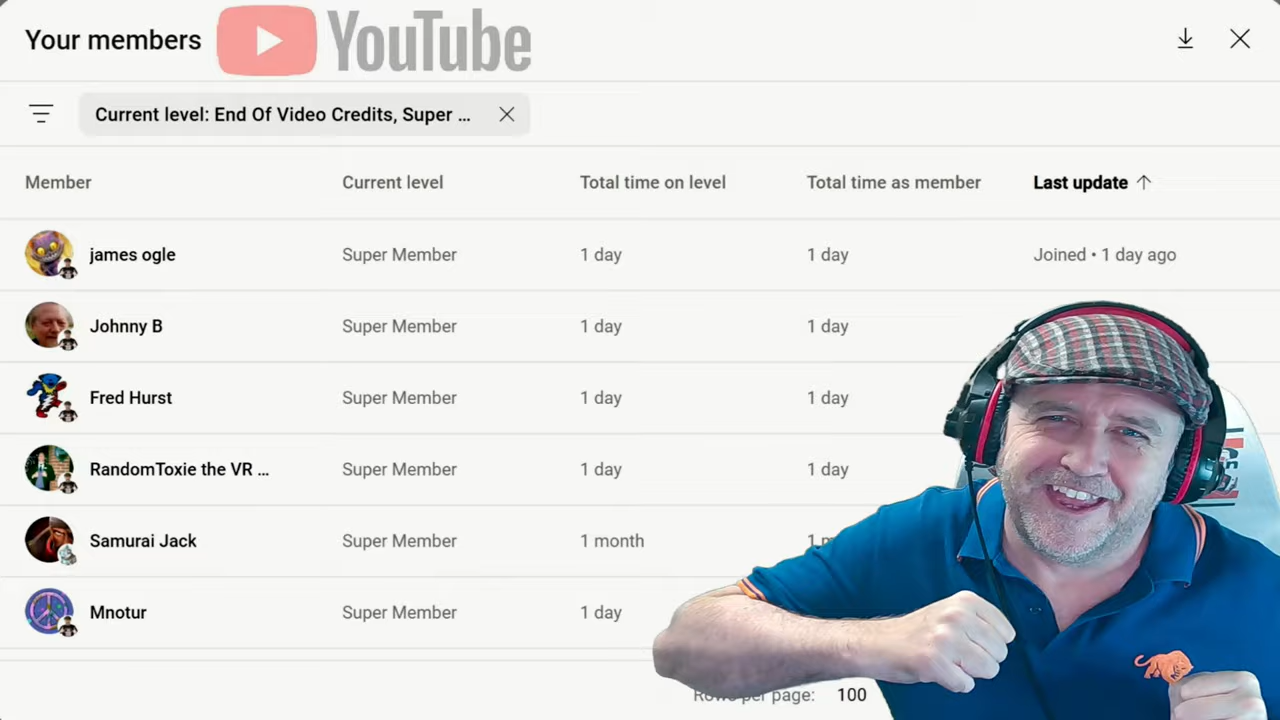 Your members YouTube
Current level: End Of Video Credits, Super ...
Member Current level Total time on level Total time as member Last update
james ogle Super Member 1 day 1 day Joined • 1 day ago
Johnny B Super Member 1 day 1 day
Fred Hurst Super Member 1 day 1 day
RandomToxie the VR ... Super Member 1 day 1 day
Samurai Jack Super Member 1 month 1
Mnotur Super Member 1 day
Rows per page: 100